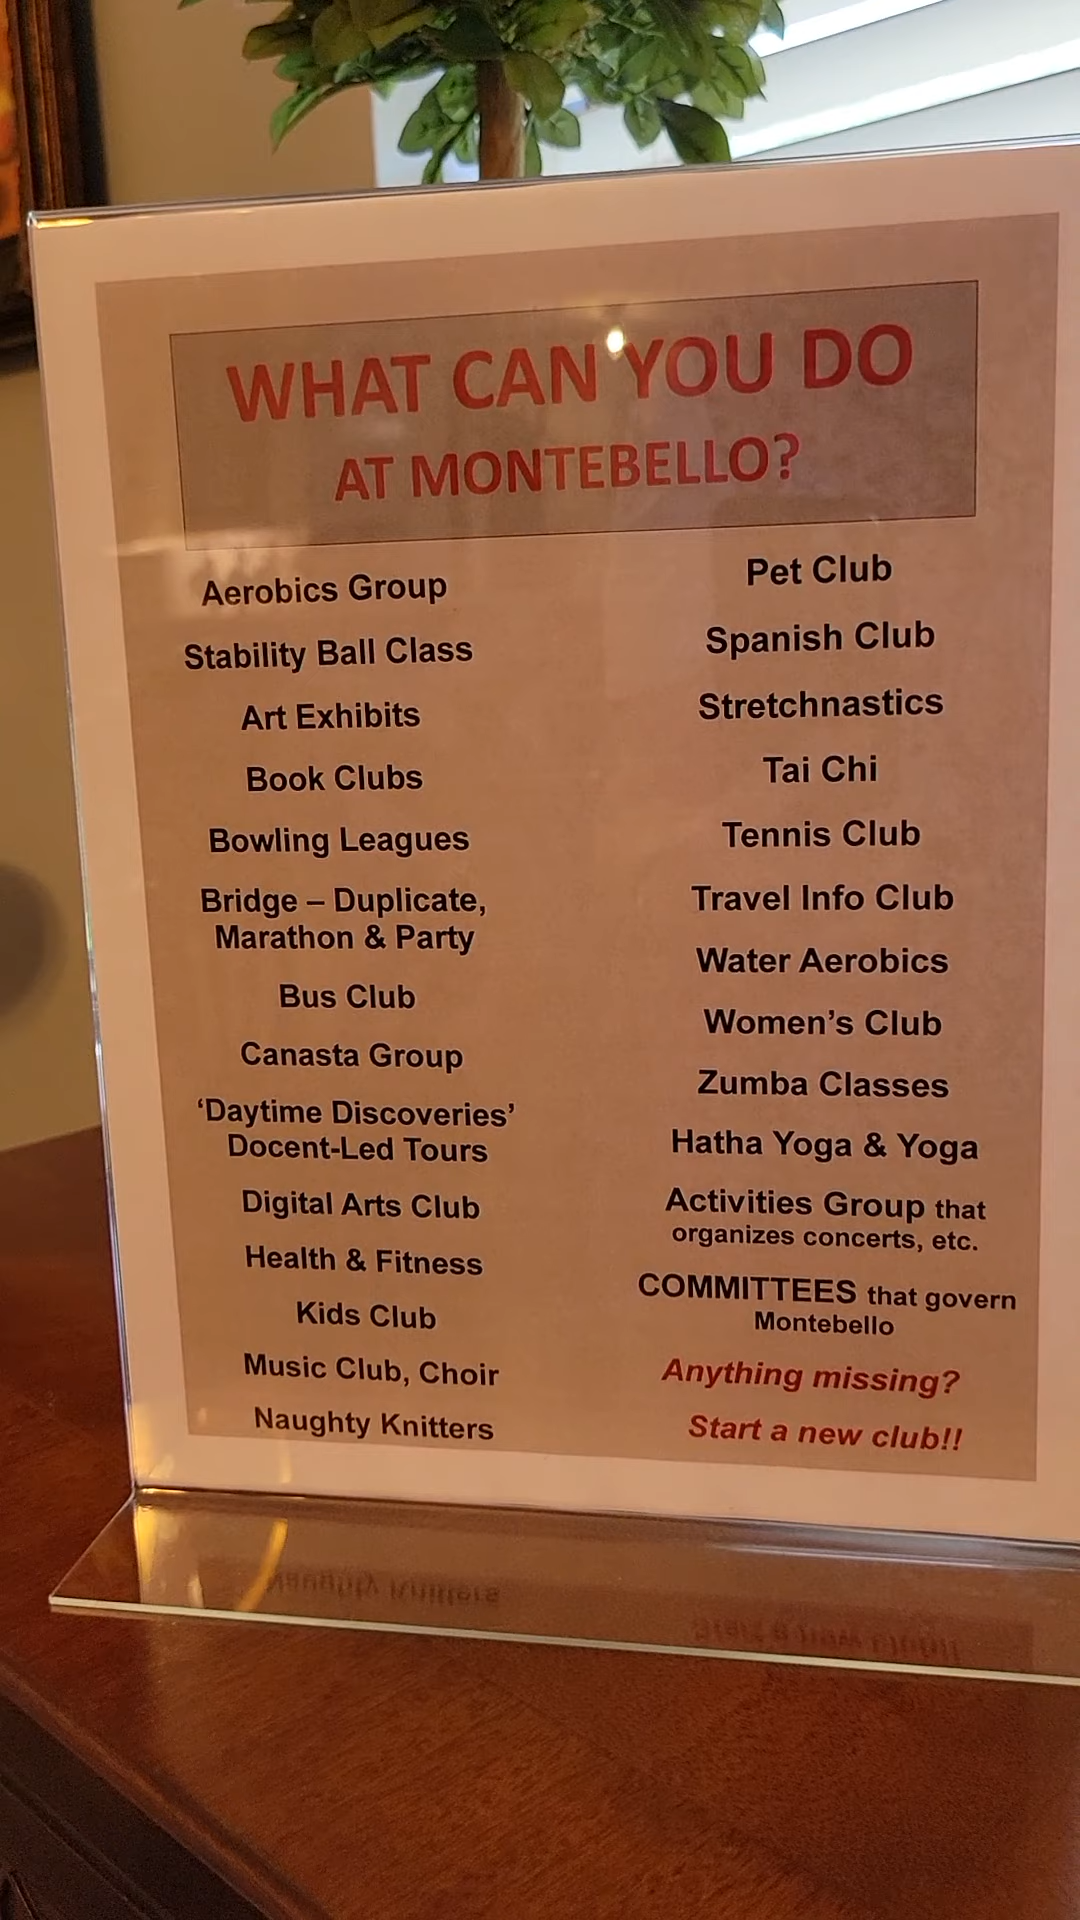 WHAT CAN YOU DO
AT MONTEBELLO?
Aerobics Group
Stability Ball Class
Art Exhibits
Book Clubs
Bowling Leagues
Bridge – Duplicate,
Marathon & Party
Bus Club
Canasta Group
‘Daytime Discoveries’
Docent-Led Tours
Digital Arts Club
Health & Fitness
Kids Club
Music Club, Choir
Naughty Knitters
Pet Club
Spanish Club
Stretchnastics
Tai Chi
Tennis Club
Travel Info Club
Water Aerobics
Women’s Club
Zumba Classes
Hatha Yoga & Yoga
Activities Group that
organizes concerts, etc.
COMMITTEES that govern
Montebello
Anything missing?
Start a new club!!